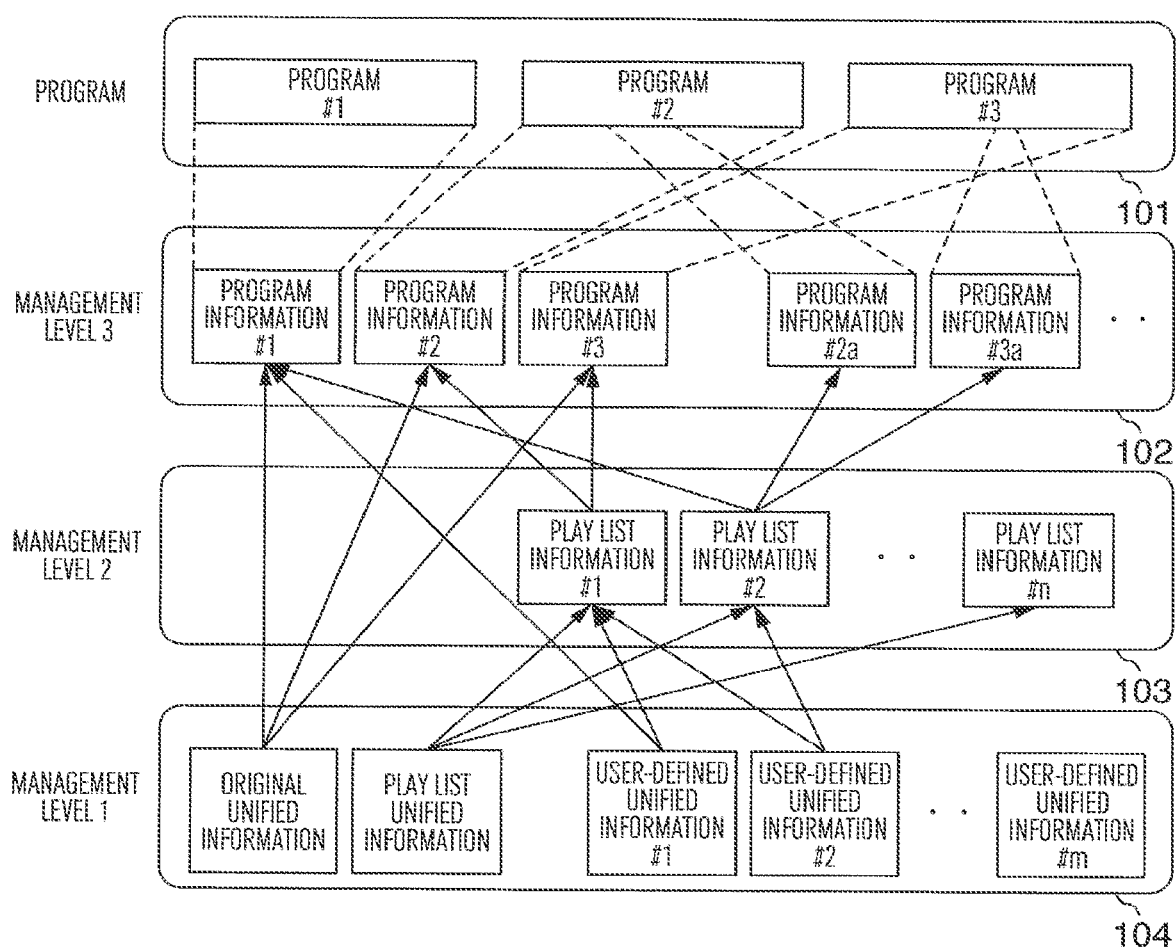 PROGRAM
PROGRAM
#1
PROGRAM
#2
PROGRAM
#3
101
MANAGEMENT
LEVEL 3
PROGRAM
INFORMATION
#1
PROGRAM
INFORMATION
#2
PROGRAM
INFORMATION
#3
PROGRAM
INFORMATION
#2a
PROGRAM
INFORMATION
#3a
. .
102
MANAGEMENT
LEVEL 2
PLAY LIST
INFORMATION
#1
PLAY LIST
INFORMATION
#2
. .
PLAY LIST
INFORMATION
#n
103
MANAGEMENT
LEVEL 1
ORIGINAL
UNIFIED
INFORMATION
PLAY LIST
UNIFIED
INFORMATION
USER-DEFINED
UNIFIED
INFORMATION
#1
USER-DEFINED
UNIFIED
INFORMATION
#2
. .
USER-DEFINED
UNIFIED
INFORMATION
#m
104